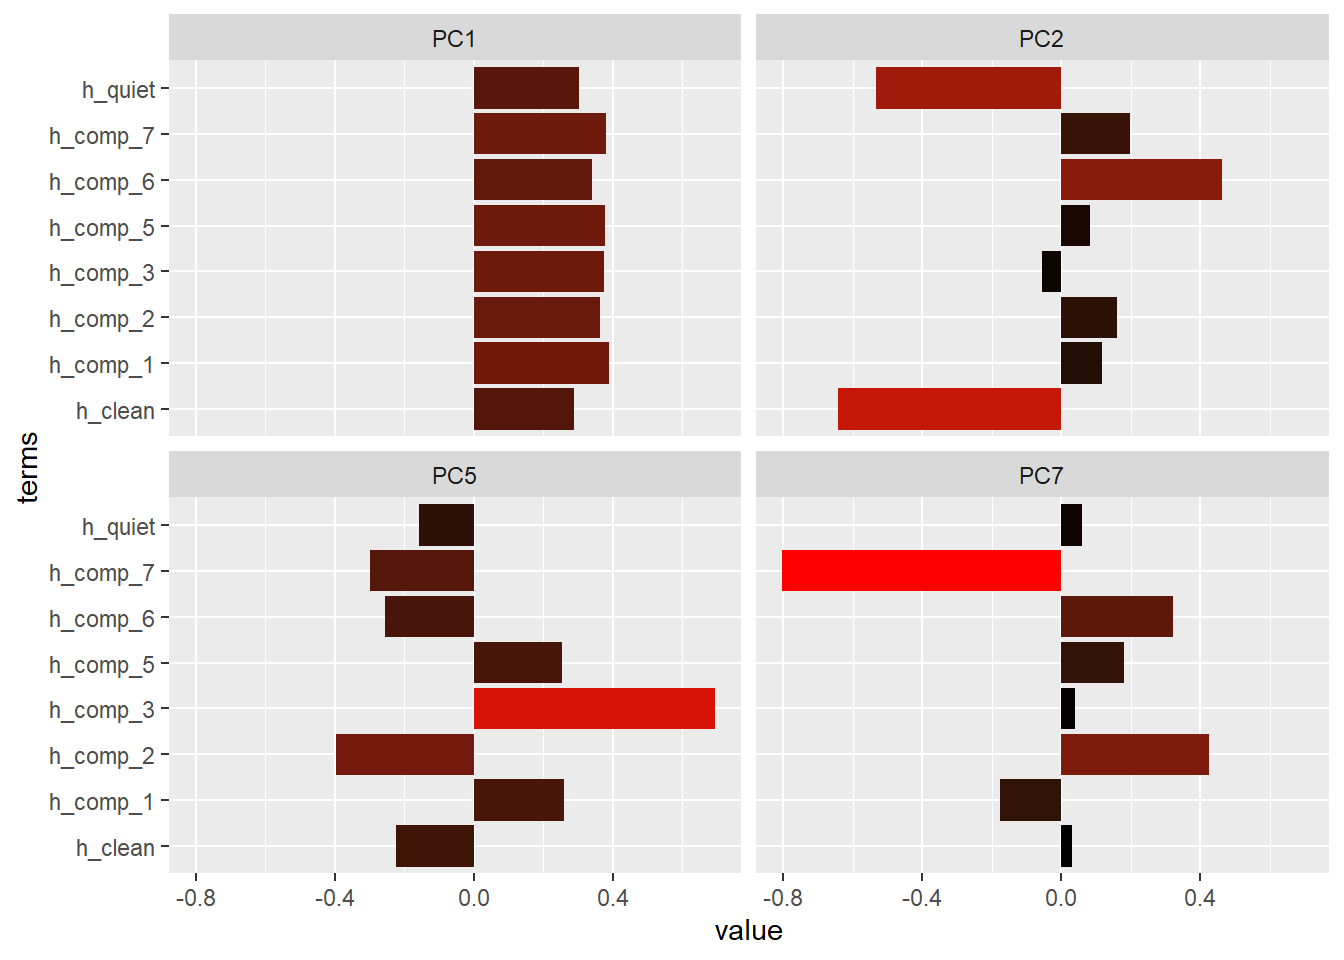 PC1
PC2
h_quiet
h_comp_7
h_comp_6
h_comp_5
h_comp_3
h_comp_2
h_comp_1
h_clean
terms
PC5
PC7
h_quiet
h_comp_7
h_comp_6
h_comp_5
h_comp_3
h_comp_2
h_comp_1
h_clean
-0.8 -0.4 0.0 0.4 -0.8 -0.4 0.0 0.4
value